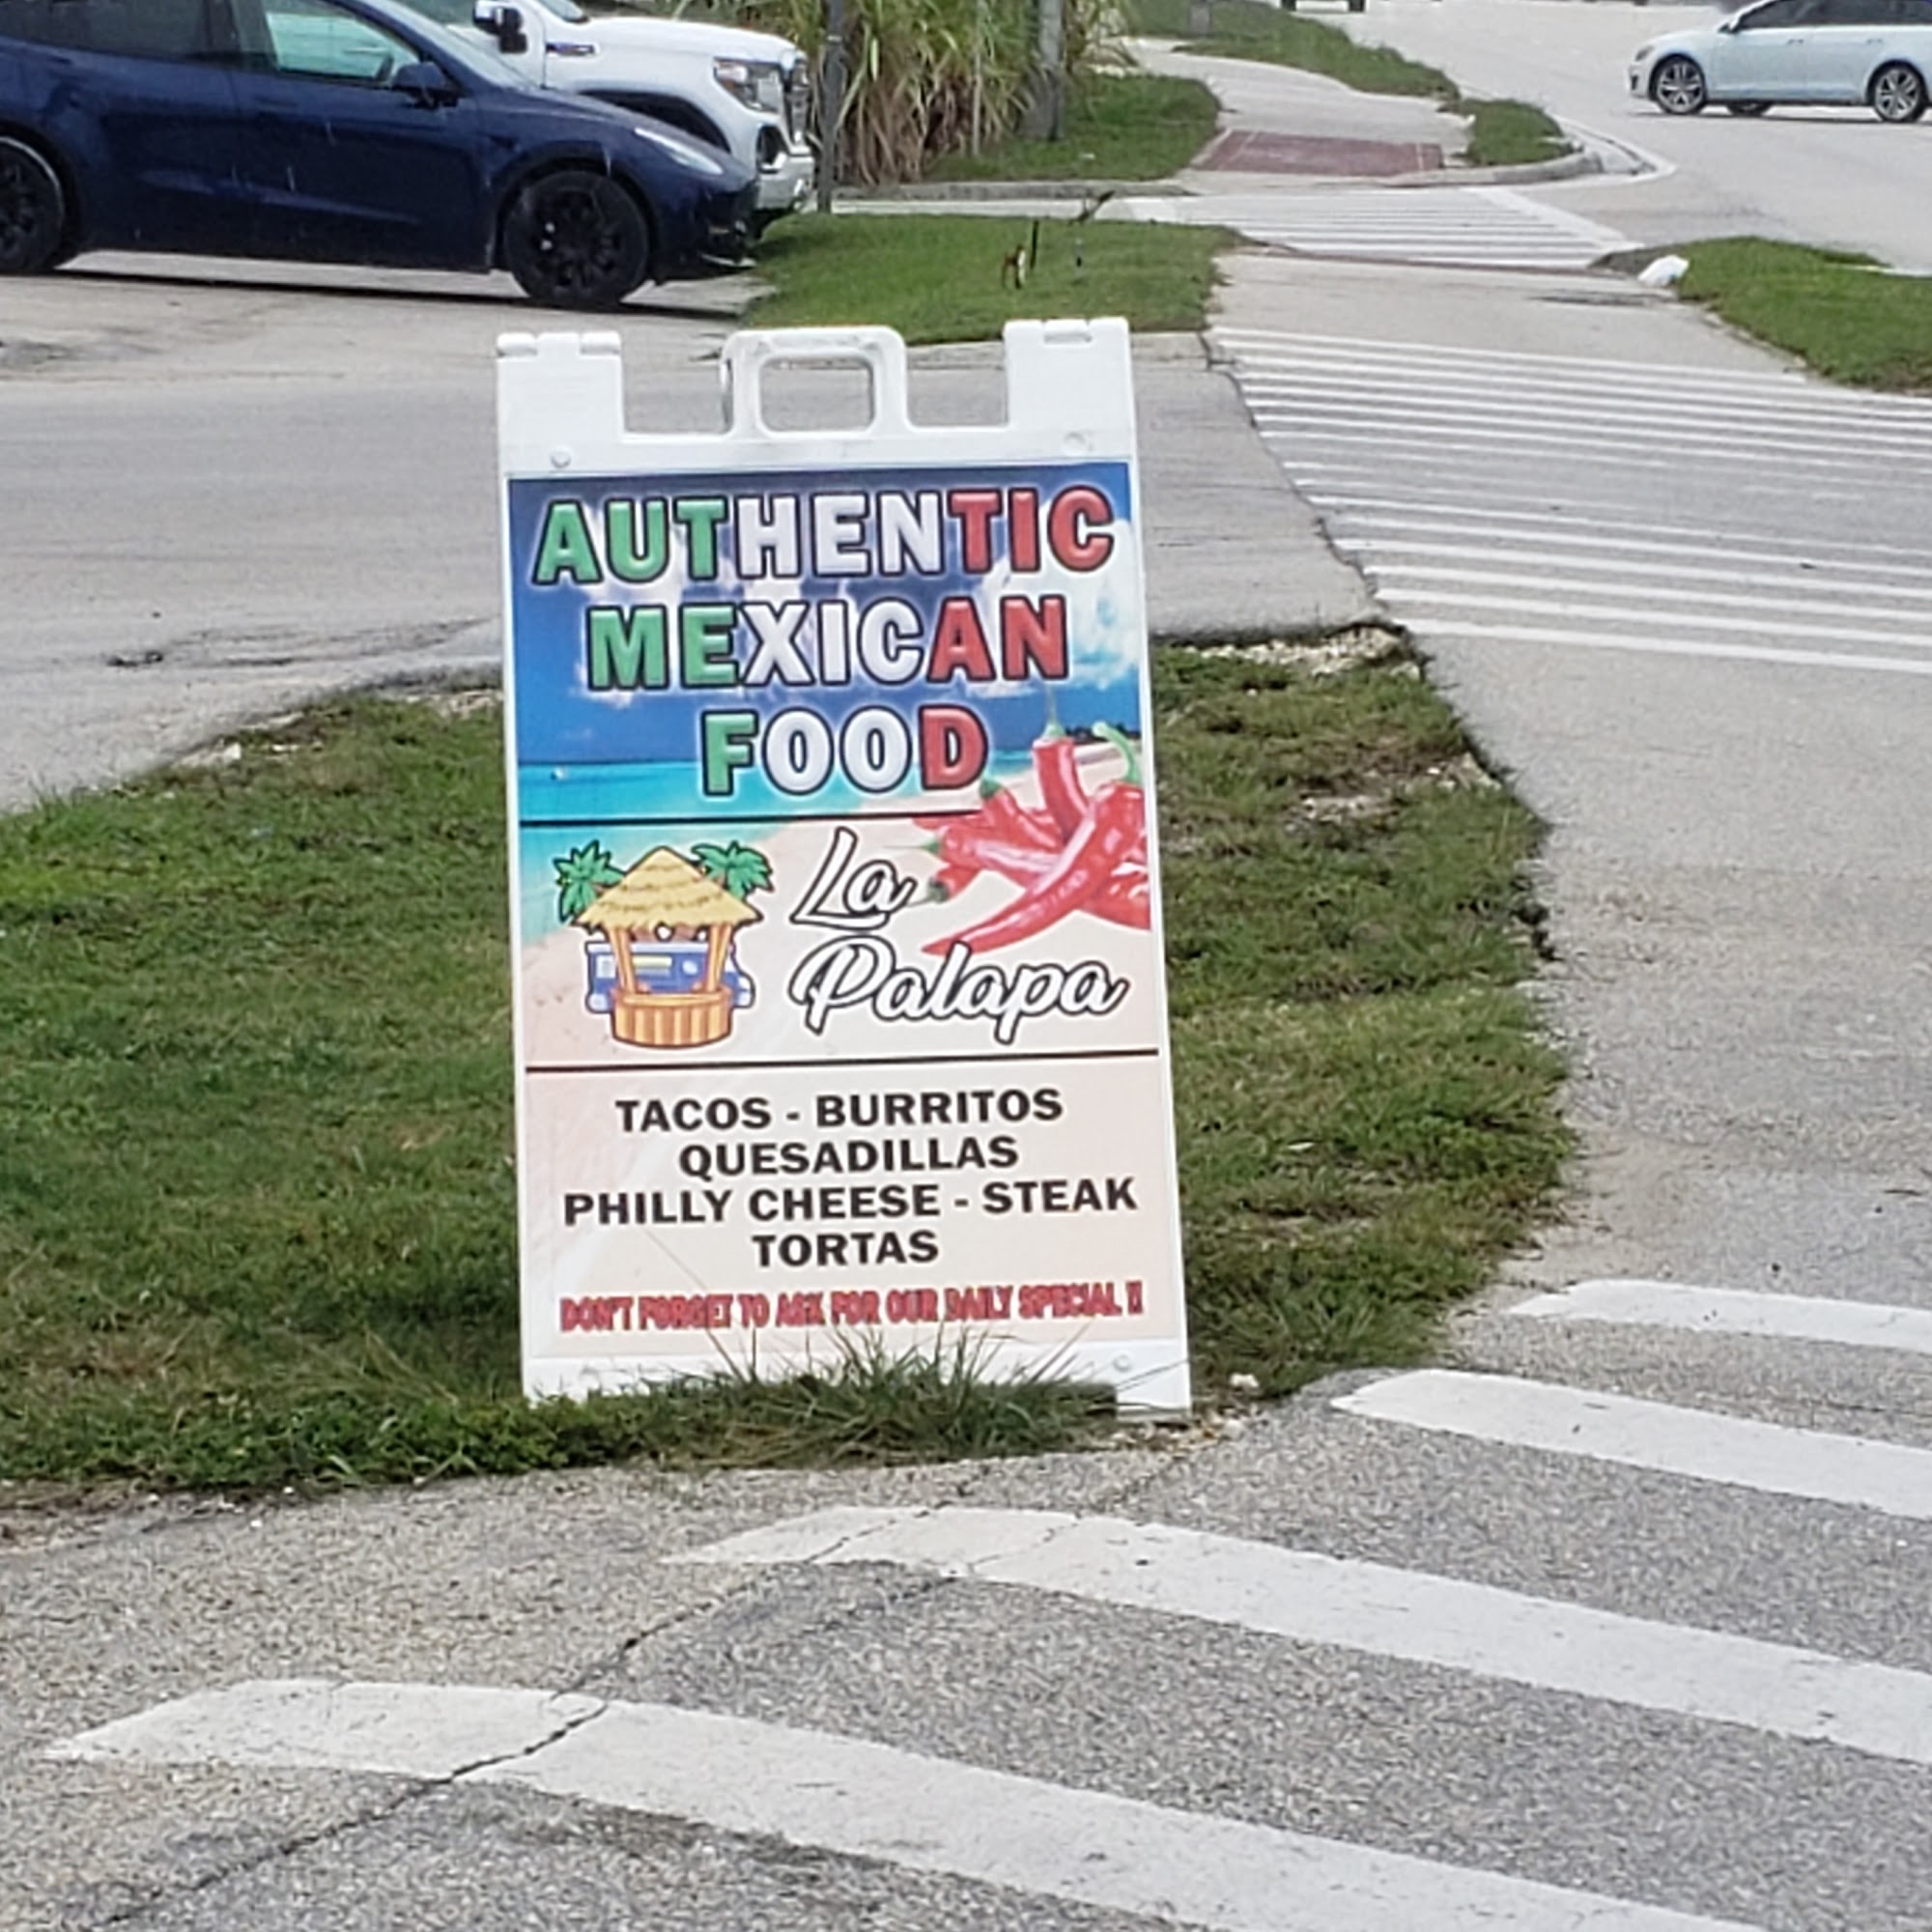 AUTHENTIC
MEXICAN
FOOD
La
Palapa
TACOS - BURRITOS
QUESADILLAS
PHILLY CHEESE - STEAK
TORTAS
DON'T FORGET TO ASK FOR OUR DAILY SPECIAL !!